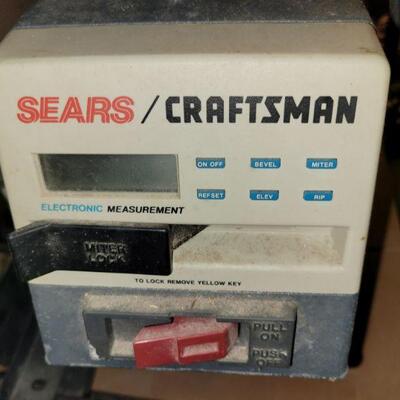 SEARS / CRAFTSMAN
ON OFF BEVEL MITER
REFSET ELEV RIP
ELECTRONIC MEASUREMENT
MITER LOCK
TO LOCK REMOVE YELLOW KEY
PULL ON
PUSH OFF